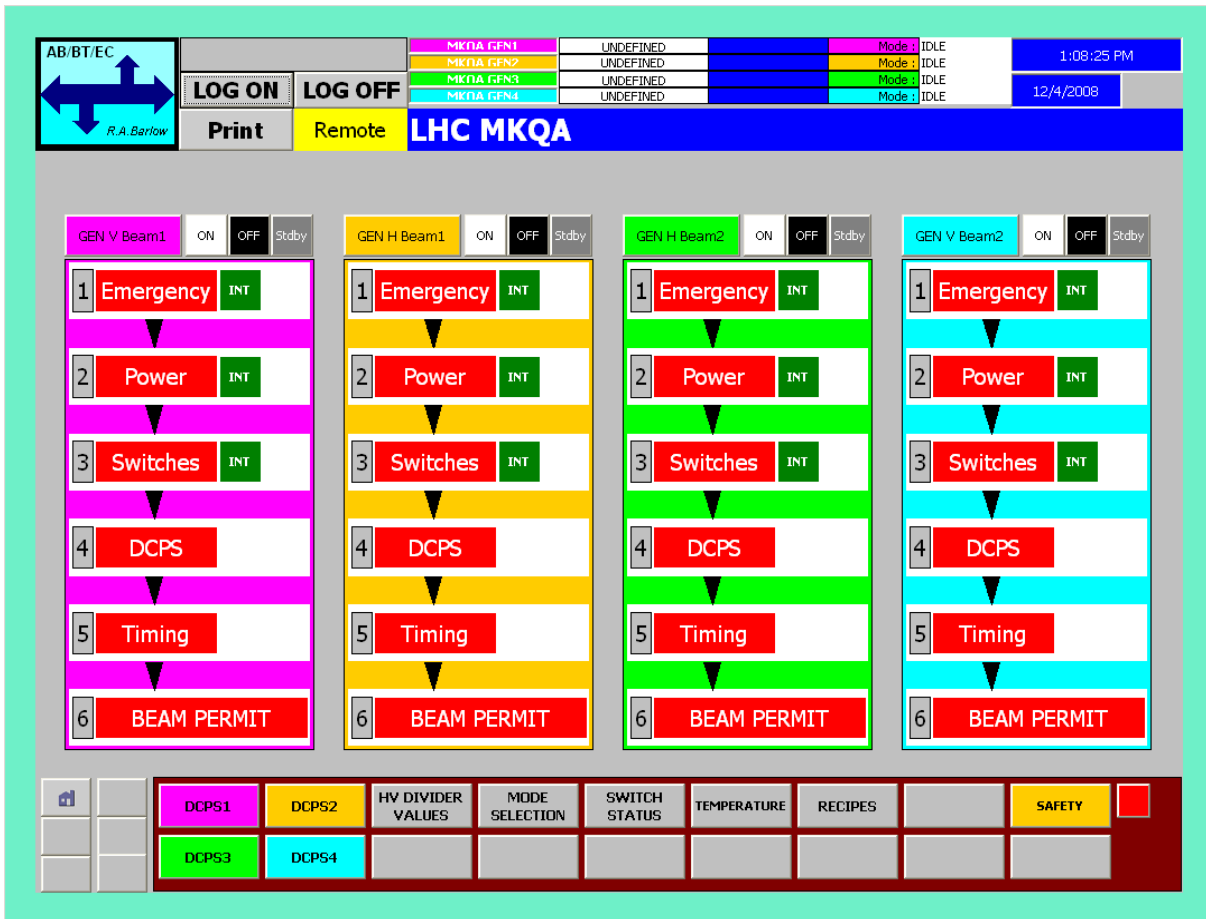 AB/BT/EC
R.A.Barlow
LOG ON LOG OFF
Print Remote
MKQA GEN1 UNDEFINED Mode : IDLE
MKQA GEN2 UNDEFINED Mode : IDLE
MKQA GEN3 UNDEFINED Mode : IDLE
MKQA GEN4 UNDEFINED Mode : IDLE
1:08:25 PM
12/4/2008
LHC MKQA
GEN V Beam1 ON OFF Stdby
1 Emergency INT
2 Power INT
3 Switches INT
4 DCPS
5 Timing
6 BEAM PERMIT
GEN H Beam1 ON OFF Stdby
1 Emergency INT
2 Power INT
3 Switches INT
4 DCPS
5 Timing
6 BEAM PERMIT
GEN H Beam2 ON OFF Stdby
1 Emergency INT
2 Power INT
3 Switches INT
4 DCPS
5 Timing
6 BEAM PERMIT
GEN V Beam2 ON OFF Stdby
1 Emergency INT
2 Power INT
3 Switches INT
4 DCPS
5 Timing
6 BEAM PERMIT
DCPS1
DCPS2
HV DIVIDER
VALUES
MODE
SELECTION
SWITCH
STATUS
TEMPERATURE
RECIPES
SAFETY
DCPS3
DCPS4